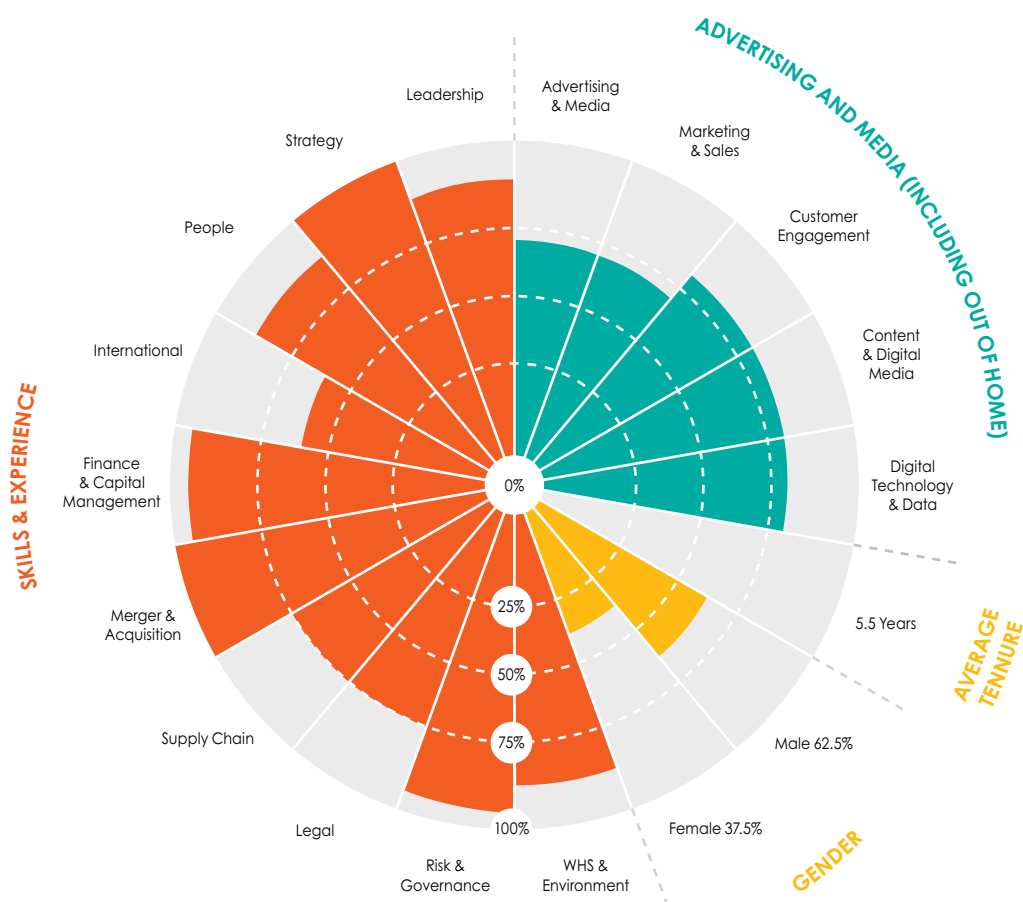 ADVERTISING AND MEDIA (INCLUDING OUT OF HOME)
Advertising
& Media
Marketing
& Sales
Customer
Engagement
Content
& Digital
Media
Digital
Technology
& Data
5.5 Years
AVERAGE
TENNURE
Male 62.5%
Female 37.5%
GENDER
WHS &
Environment
Risk &
Governance
Legal
Supply Chain
Merger &
Acquisition
Finance
& Capital
Management
International
People
Strategy
Leadership
SKILLS & EXPERIENCE
0%
25%
50%
75%
100%